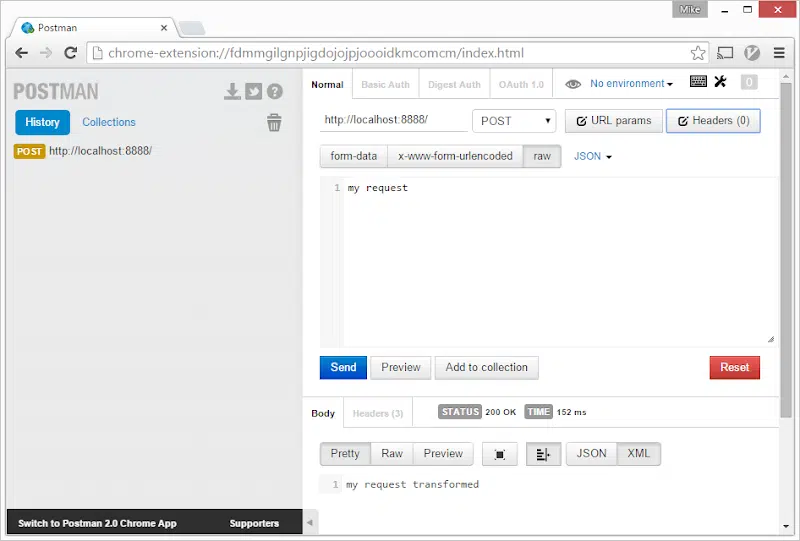 Mike
Postman
chrome-extension://fdmmgilgnpjigdojojpjoooidkmcomcm/index.html
POSTMAN
History
Collections
POST http://localhost:8888/
Normal
Basic Auth
Digest Auth
OAuth 1.0
No environment
0
http://localhost:8888/
POST
URL params
Headers (0)
form-data
x-www-form-urlencoded
raw
JSON
1 my request
Send
Preview
Add to collection
Reset
Body
Headers (3)
STATUS 200 OK TIME 152 ms
Pretty
Raw
Preview
JSON
XML
1 my request transformed
Switch to Postman 2.0 Chrome App
Supporters